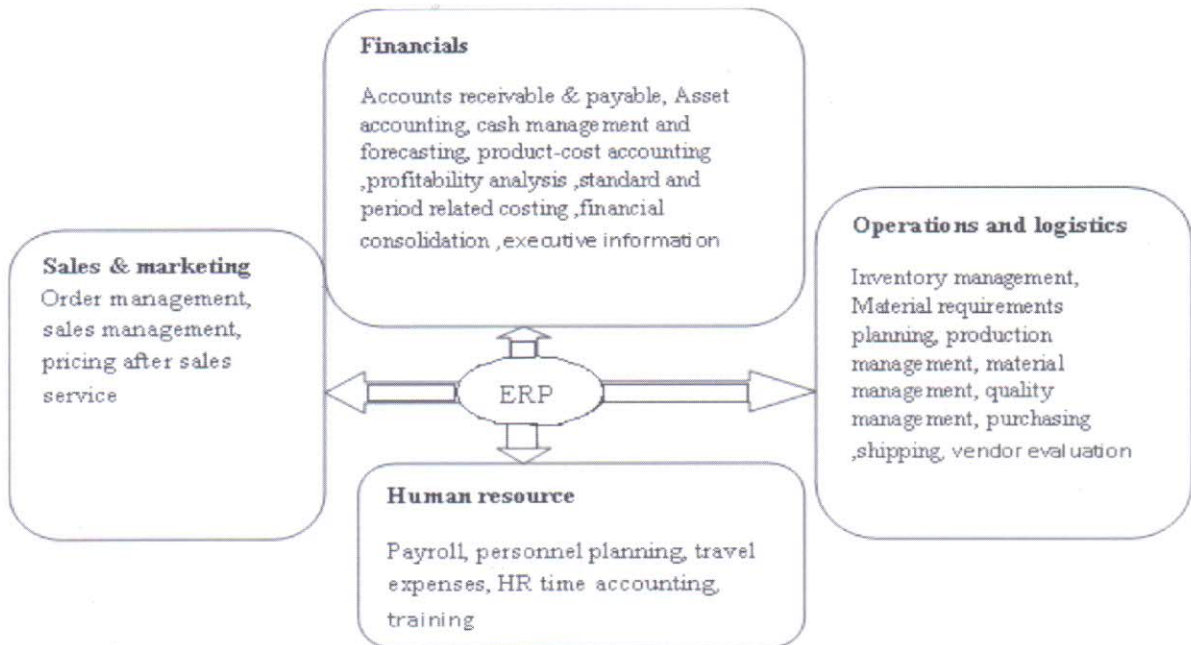 Financials
Accounts receivable & payable, Asset
accounting, cash management and
forecasting, product-cost accounting
,profitability analysis ,standard and
period related costing ,financial
consolidation ,executive information
Sales & marketing
Order management,
sales management,
pricing after sales
service
ERP
Operations and logistics
Inventory management,
Material requirements
planning, production
management, material
management, quality
management, purchasing
,shipping, vendor evaluation
Human resource
Payroll, personnel planning, travel
expenses, HR time accounting,
training